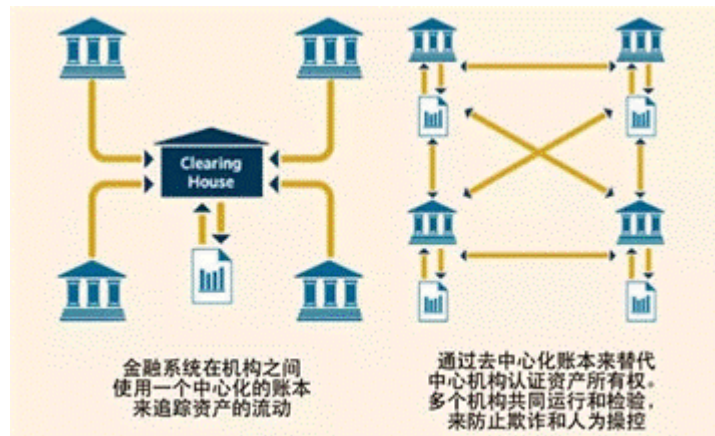 Clearing
House
金融系统在机构之间
使用一个中心化的账本
来追踪资产的流动
通过去中心化账本来替代
中心机构认证资产所有权。
多个机构共同运行和检验，
来防止欺诈和人为操控